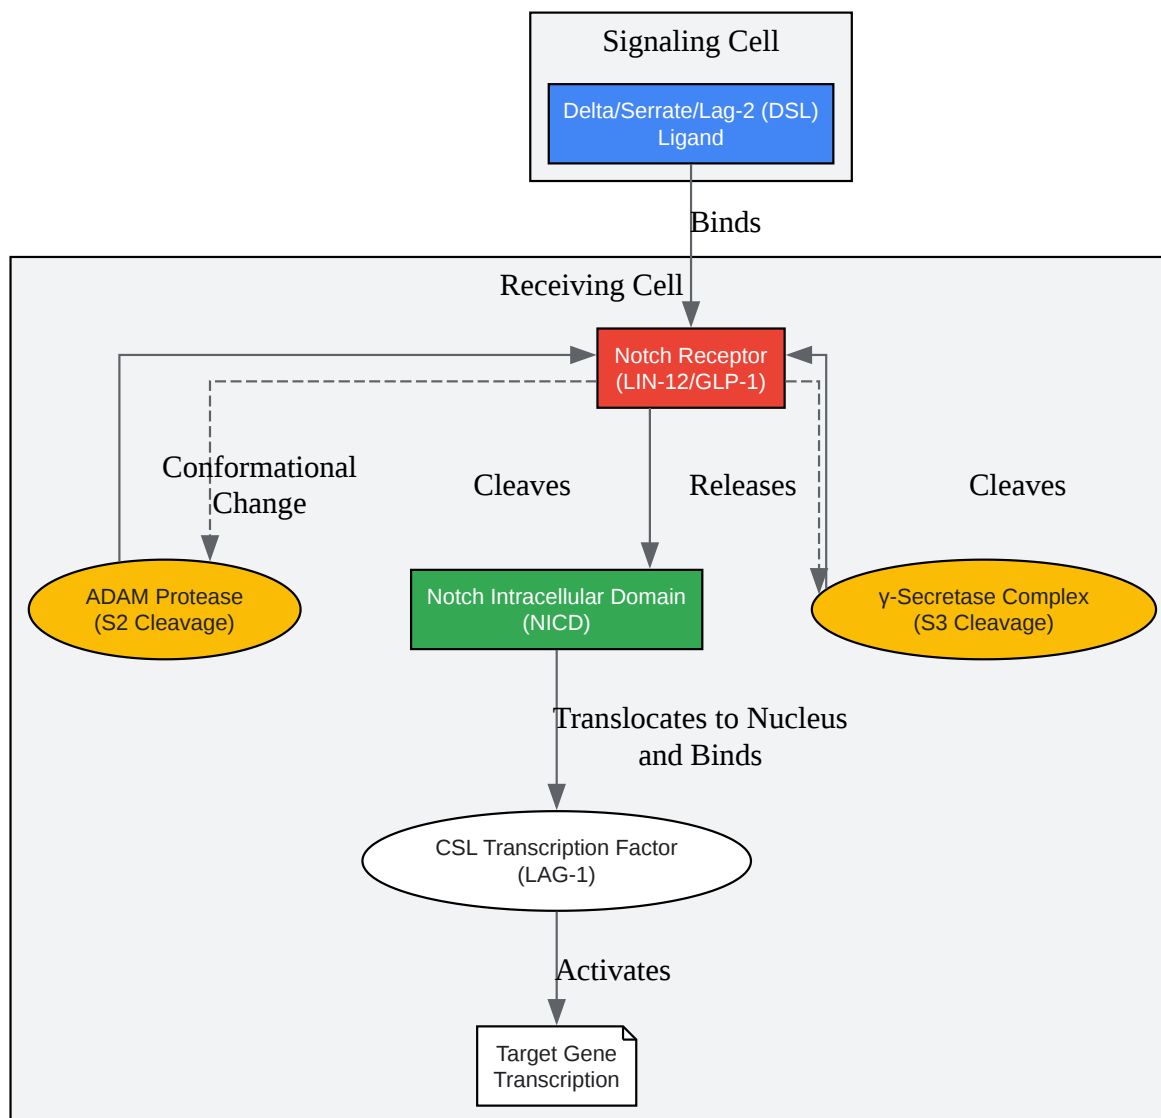 Signaling Cell
Delta/Serrate/Lag-2 (DSL)
Ligand
Binds
Receiving Cell
Notch Receptor
(LIN-12/GLP-1)
Conformational
Change
Cleaves
Releases
Cleaves
ADAM Protease
(S2 Cleavage)
Notch Intracellular Domain
(NICD)
γ-Secretase Complex
(S3 Cleavage)
Translocates to Nucleus
and Binds
CSL Transcription Factor
(LAG-1)
Activates
Target Gene
Transcription